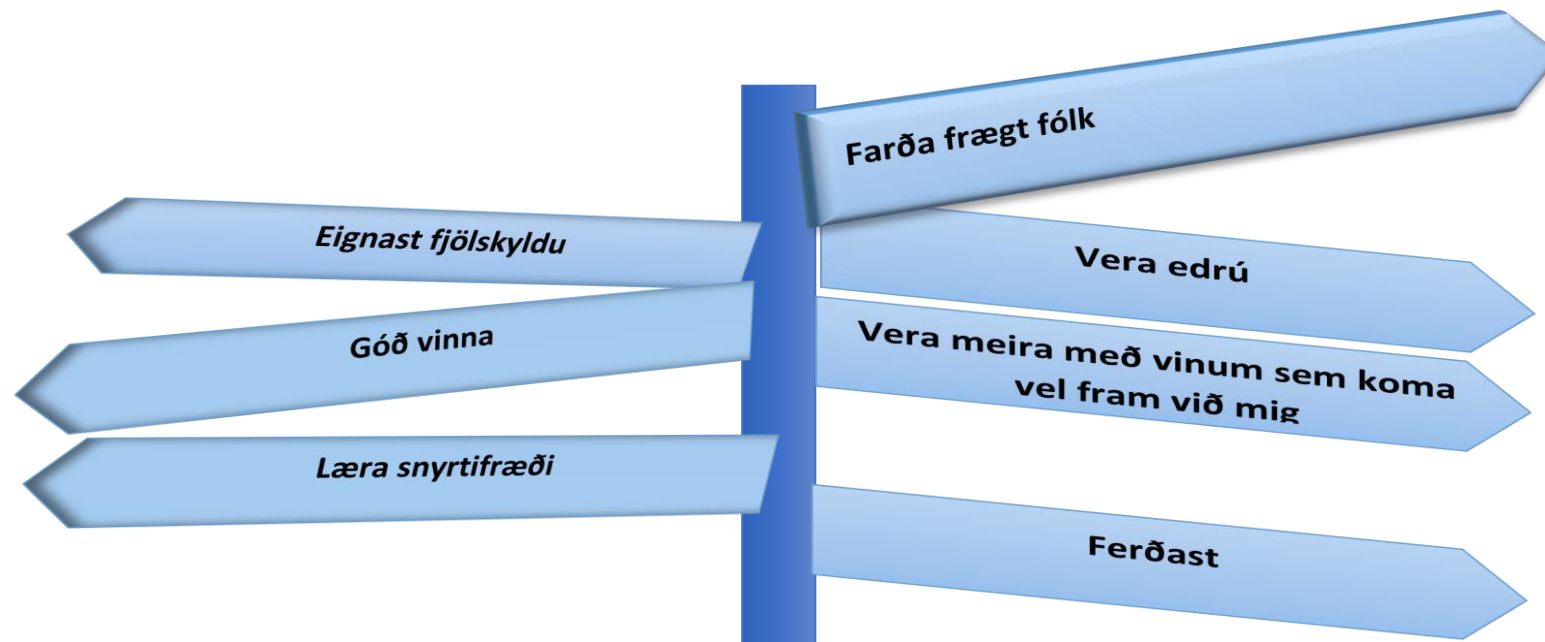 Farða frægt fólk
Eignast fjölskyldu
Vera edrú
Góð vinna
Vera meira með vinum sem koma
vel fram við mig
Læra snyrtifræði
Ferðast